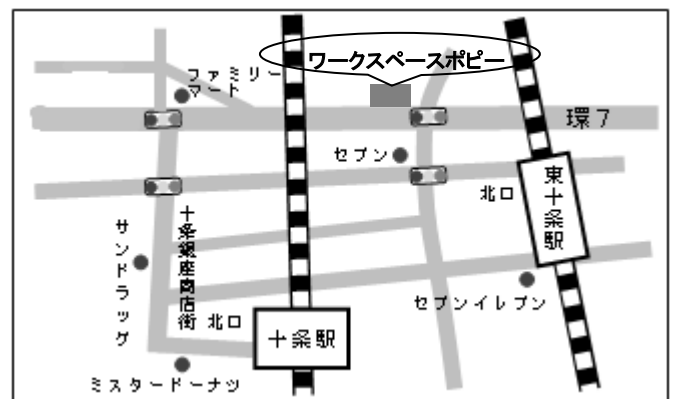 ワークスペースポピー
ファミリー
マート
環7
セブン
北口
東十条駅
サンドラッグ
十条銀座商店街
北口
十条駅
セブンイレブン
ミスタードーナツ